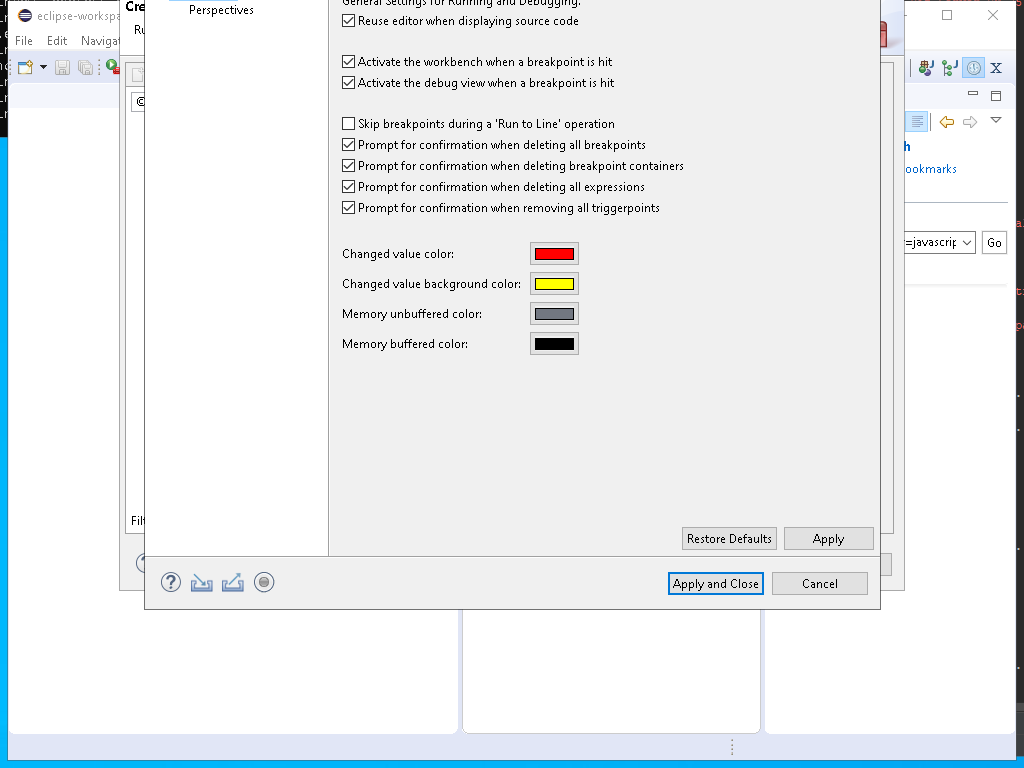 eclipse-workspa
File Edit Navigat
Cre
Ru
Perspectives
General Settings for Running and Debugging.
Reuse editor when displaying source code
Activate the workbench when a breakpoint is hit
Activate the debug view when a breakpoint is hit
Skip breakpoints during a 'Run to Line' operation
Prompt for confirmation when deleting all breakpoints
Prompt for confirmation when deleting breakpoint containers
Prompt for confirmation when deleting all expressions
Prompt for confirmation when removing all triggerpoints
Changed value color:
Changed value background color:
Memory unbuffered color:
Memory buffered color:
Filt
Restore Defaults Apply
Apply and Close Cancel
h
ookmarks
=javascrip Go